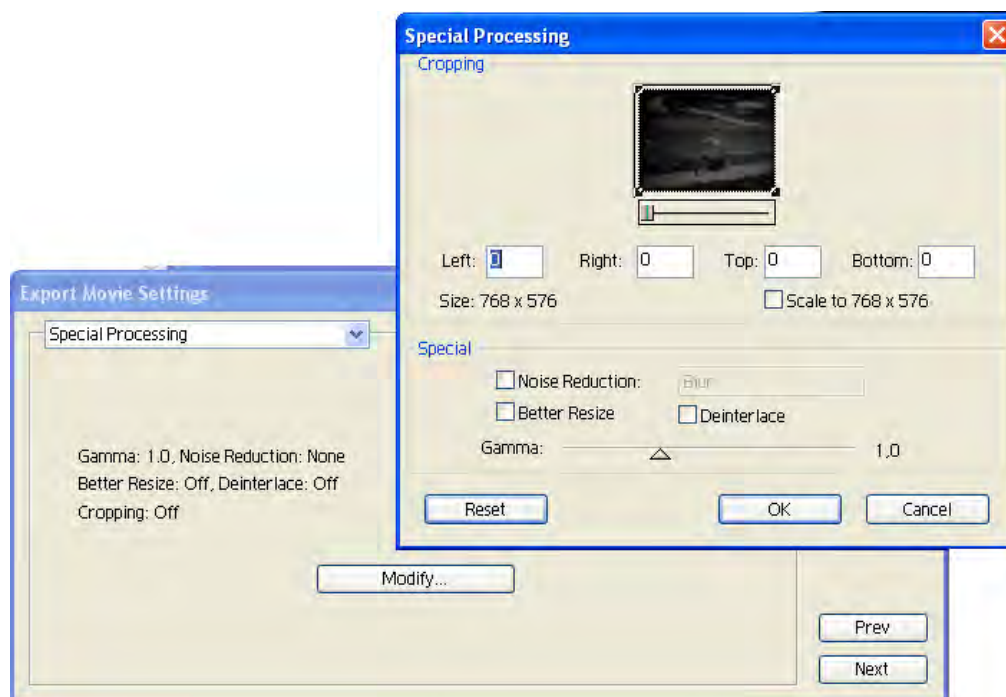 Special Processing
Cropping
Left: 0 Right: 0 Top: 0 Bottom: 0
Size: 768 x 576 Scale to 768 x 576
Special
Noise Reduction: Blur
Better Resize Deinterlace
Gamma: 1,0
Reset OK Cancel
Export Movie Settings
Special Processing
Gamma: 1.0, Noise Reduction: None
Better Resize: Off, Deinterlace: Off
Cropping: Off
Modify...
Prev
Next